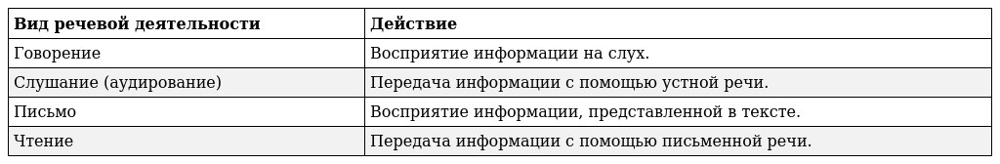 Вид речевой деятельности Действие
Говорение Восприятие информации на слух.
Слушание (аудирование) Передача информации с помощью устной речи.
Письмо Восприятие информации, представленной в тексте.
Чтение Передача информации с помощью письменной речи.